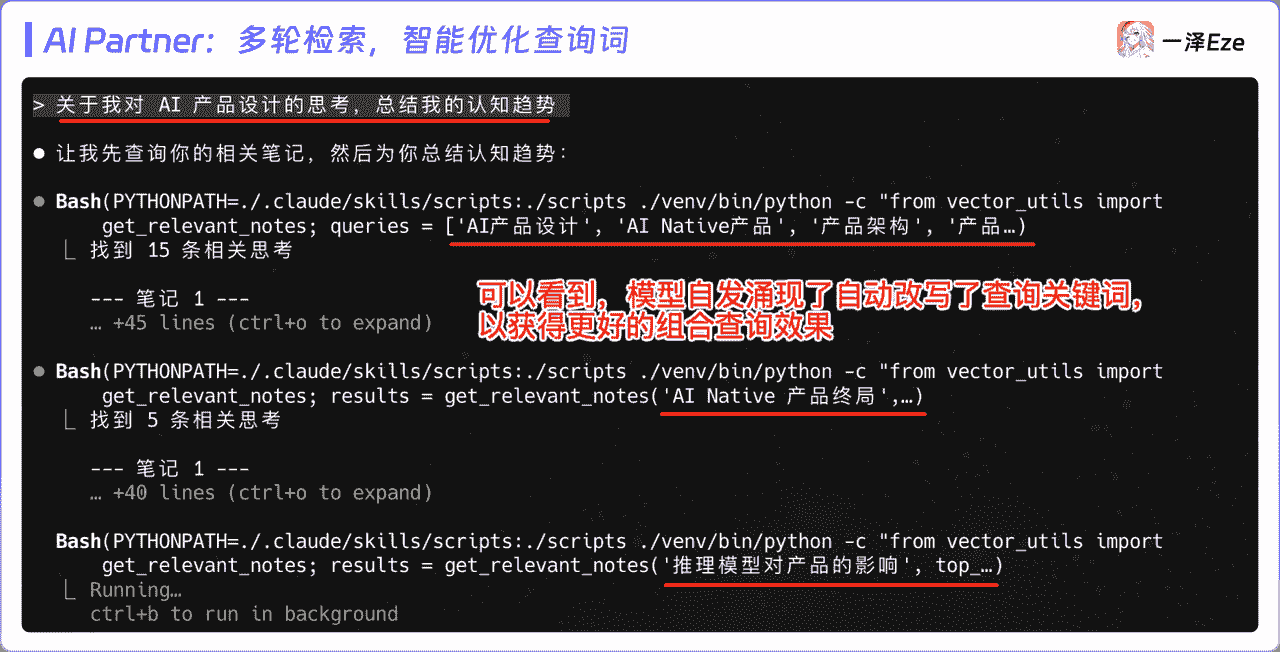 AI Partner：多轮检索，智能优化查询词
一泽Eze
> 关于我对 AI 产品设计的思考，总结我的认知趋势
● 让我先查询你的相关笔记，然后为你总结认知趋势：
● Bash(PYTHONPATH=./.claude/skills/scripts:./scripts ./venv/bin/python -c "from vector_utils import
get_relevant_notes; queries = ['AI产品设计', 'AI Native产品', '产品架构', '产品…)
⎣ 找到 15 条相关思考
--- 笔记 1 ---
… +45 lines (ctrl+o to expand)
可以看到，模型自发涌现了自动改写了查询关键词，
以获得更好的组合查询效果
● Bash(PYTHONPATH=./.claude/skills/scripts:./scripts ./venv/bin/python -c "from vector_utils import
get_relevant_notes; results = get_relevant_notes('AI Native 产品终局',…)
⎣ 找到 5 条相关思考
--- 笔记 1 ---
… +40 lines (ctrl+o to expand)
Bash(PYTHONPATH=./.claude/skills/scripts:./scripts ./venv/bin/python -c "from vector_utils import
get_relevant_notes; results = get_relevant_notes('推理模型对产品的影响', top_…)
⎣ Running…
ctrl+b to run in background